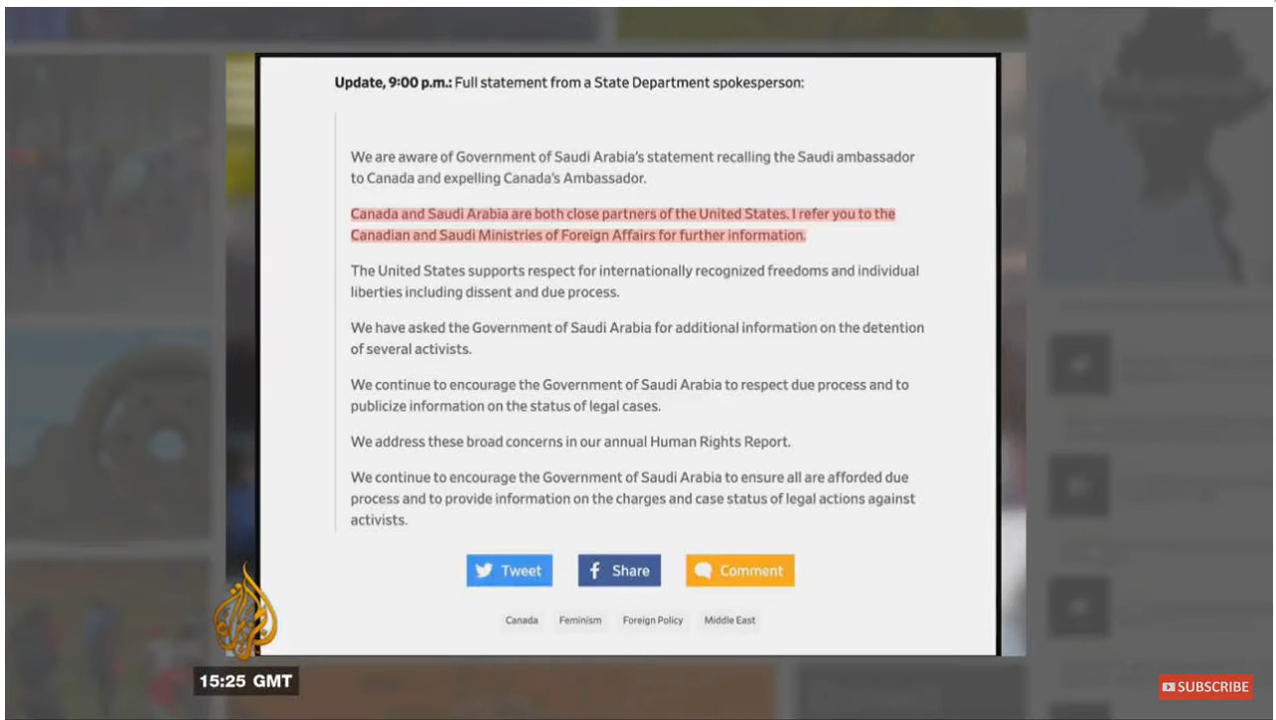 Update, 9:00 p.m.: Full statement from a State Department spokesperson:
We are aware of Government of Saudi Arabia's statement recalling the Saudi ambassador
to Canada and expelling Canada's Ambassador.
Canada and Saudi Arabia are both close partners of the United States. I refer you to the
Canadian and Saudi Ministries of Foreign Affairs for further information.
The United States supports respect for internationally recognized freedoms and individual
liberties including dissent and due process.
We have asked the Government of Saudi Arabia for additional information on the detention
of several activists.
We continue to encourage the Government of Saudi Arabia to respect due process and to
publicize information on the status of legal cases.
We address these broad concerns in our annual Human Rights Report.
We continue to encourage the Government of Saudi Arabia to ensure all are afforded due
process and to provide information on the charges and case status of legal actions against
activists.
Tweet Share Comment
Canada Feminism Foreign Policy Middle East
15:25 GMT
SUBSCRIBE